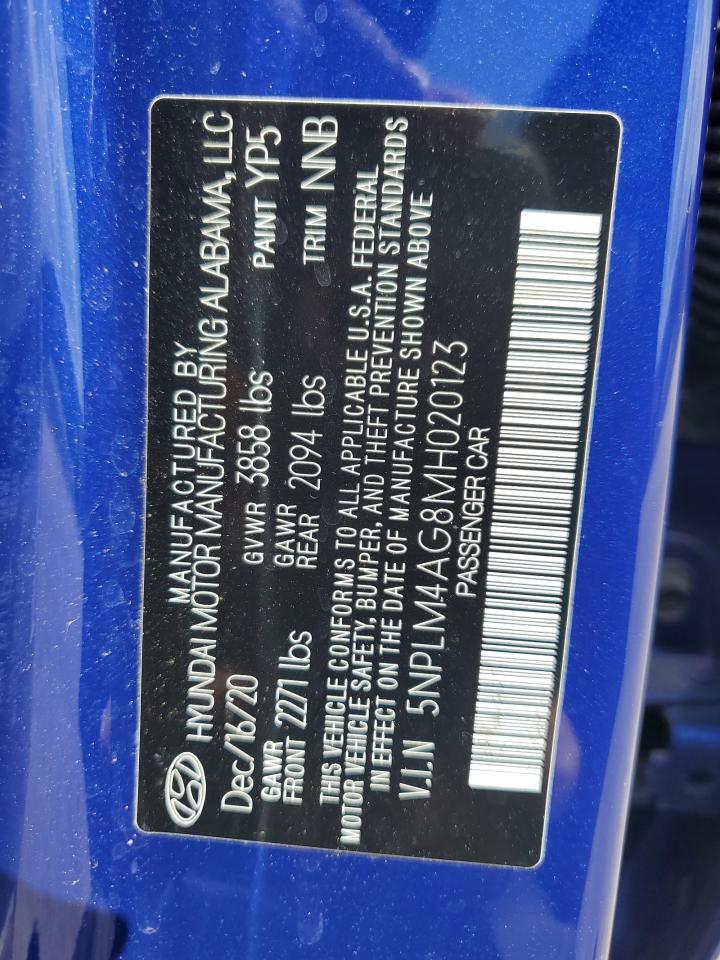 MANUFACTURED BY
HYUNDAI MOTOR MANUFACTURING ALABAMA, LLC
Dec/16/20 GVWR 3858 lbs PAINT YP5
GAWR FRONT 2271 lbs GAWR REAR 2094 lbs TRIM NNB
THIS VEHICLE CONFORMS TO ALL APPLICABLE U.S.A. FEDERAL
MOTOR VEHICLE SAFETY, BUMPER, AND THEFT PREVENTION STANDARDS
IN EFFECT ON THE DATE OF MANUFACTURE SHOWN ABOVE
V.I.N 5NPLM4AG8MH020123
PASSENGER CAR